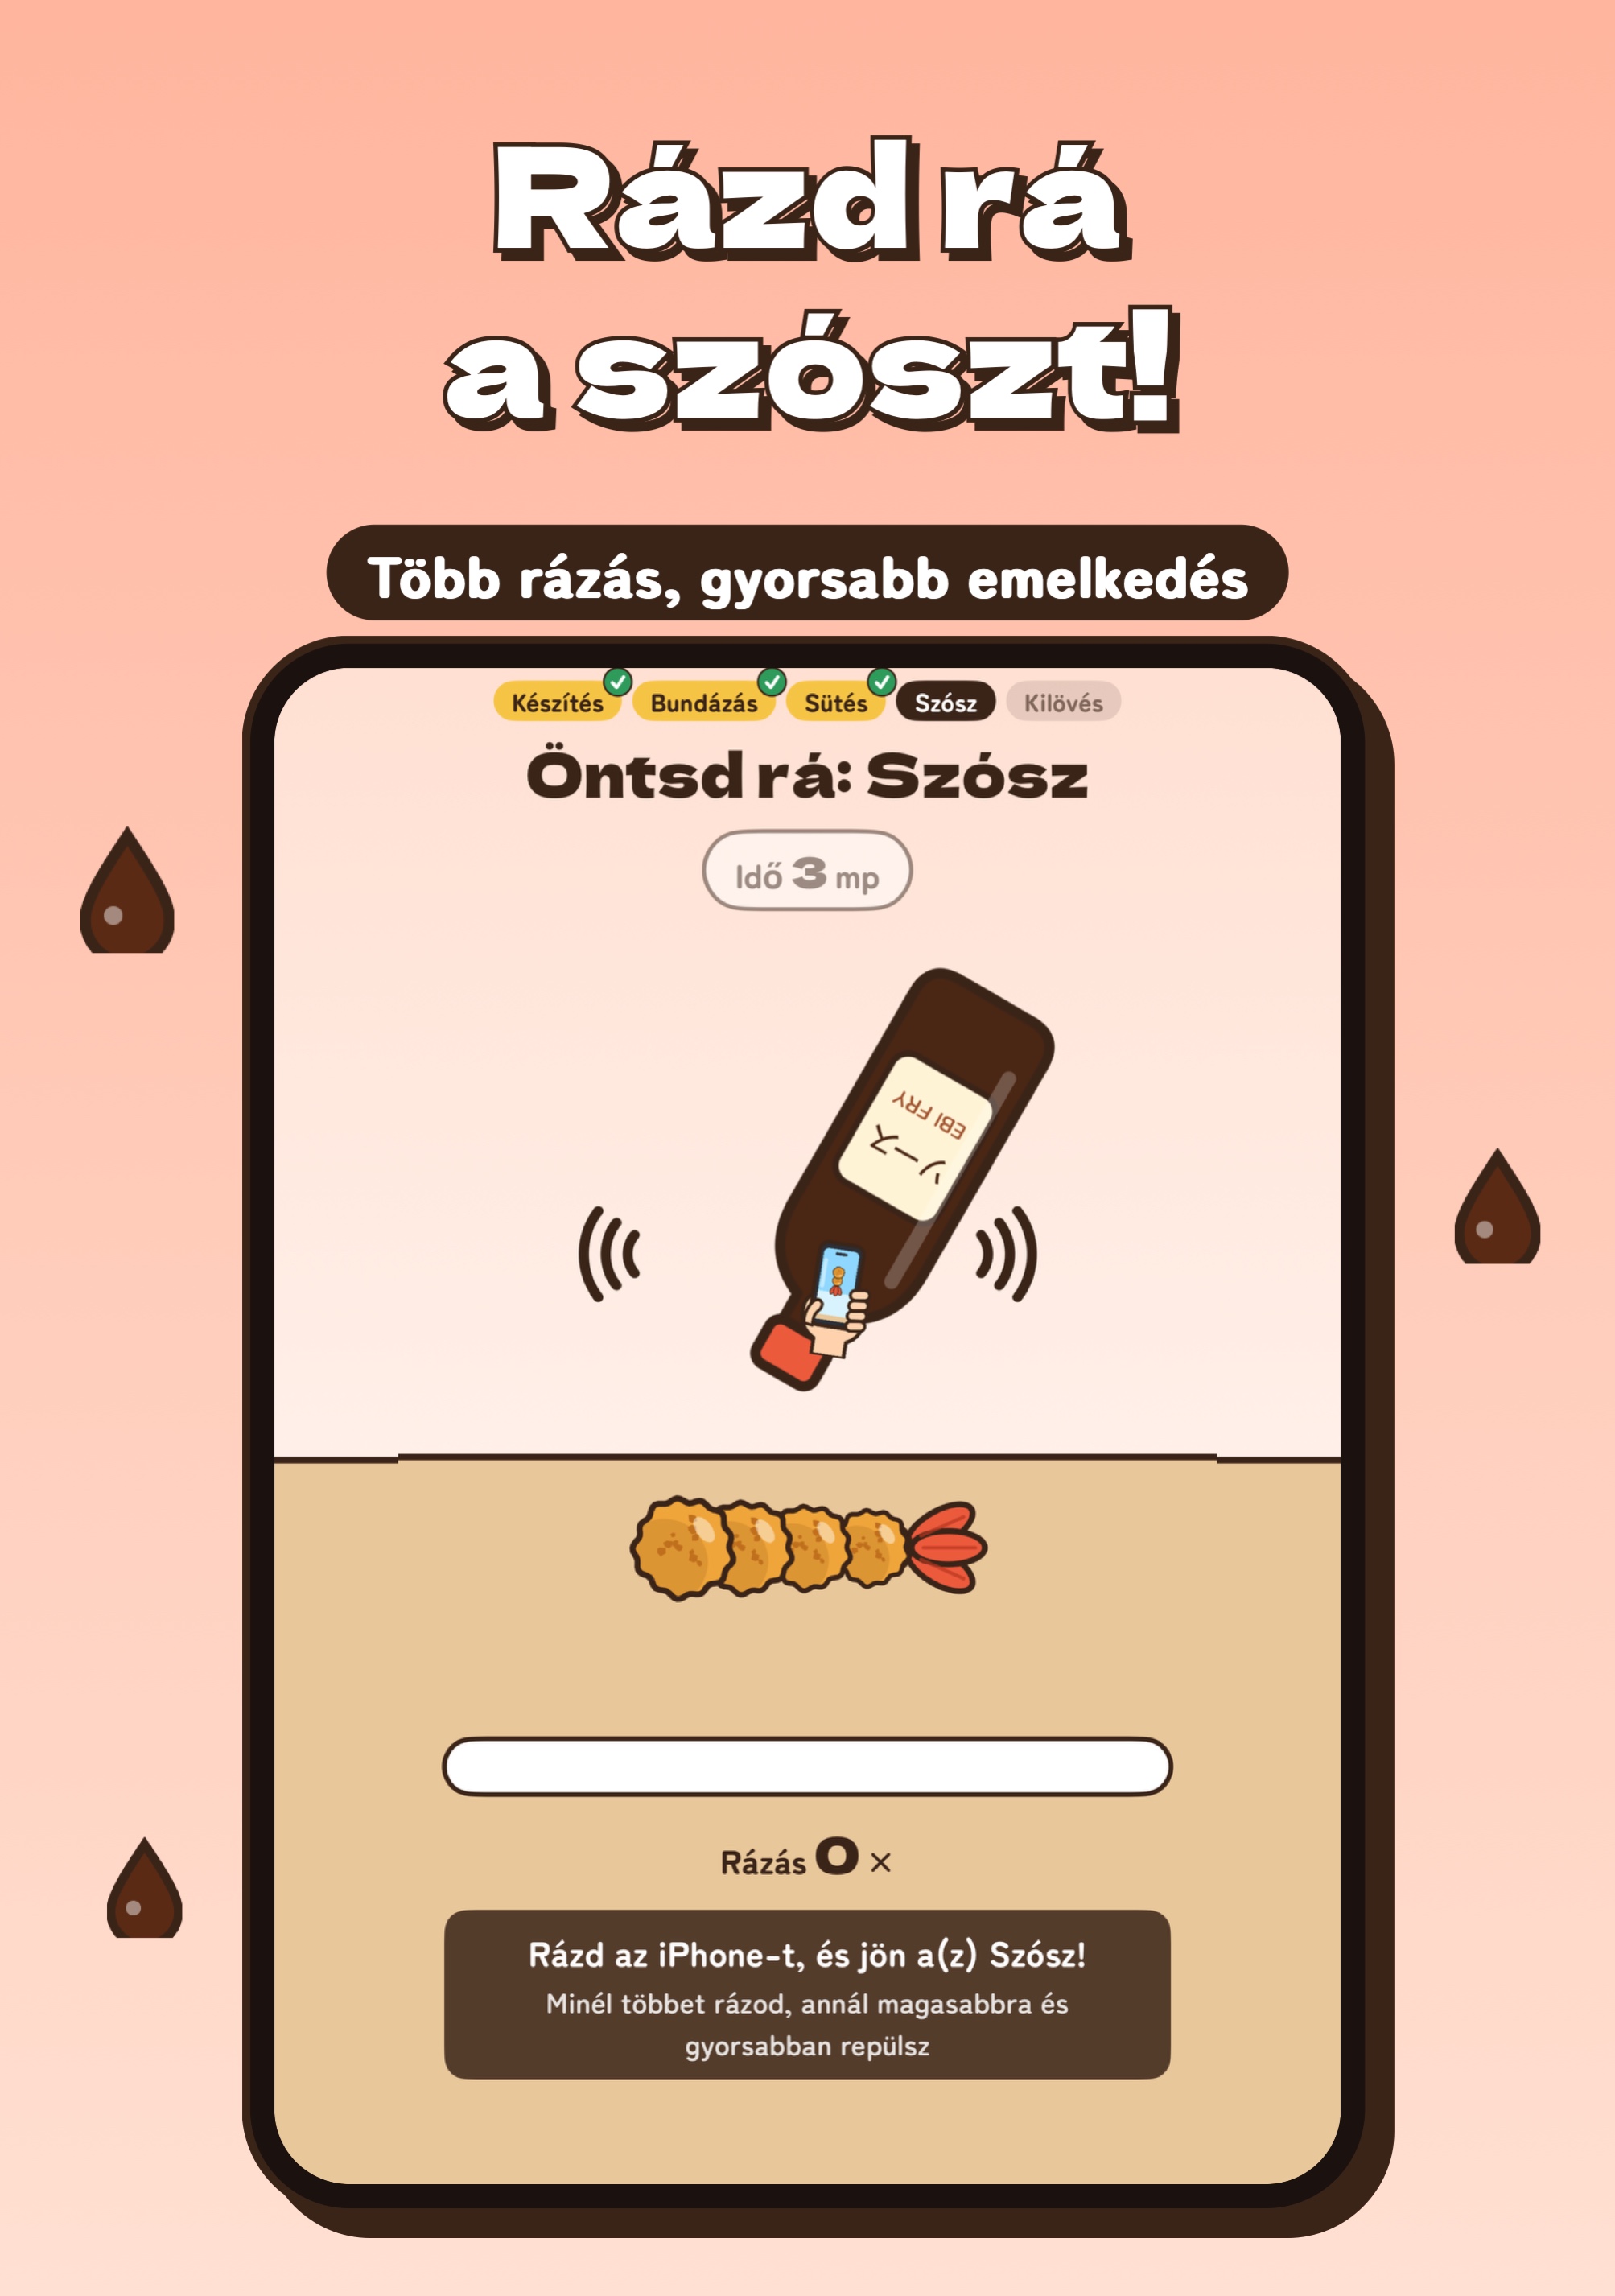 Rázd rá
a szószt!
Több rázás, gyorsabb emelkedés
Készítés Bundázás Sütés Szósz Kilövés
Öntsd rá: Szósz
Idő 3 mp
EBI FRY
ソース
Rázás 0 ×
Rázd az iPhone-t, és jön a(z) Szósz!
Minél többet rázod, annál magasabbra és
gyorsabban repülsz